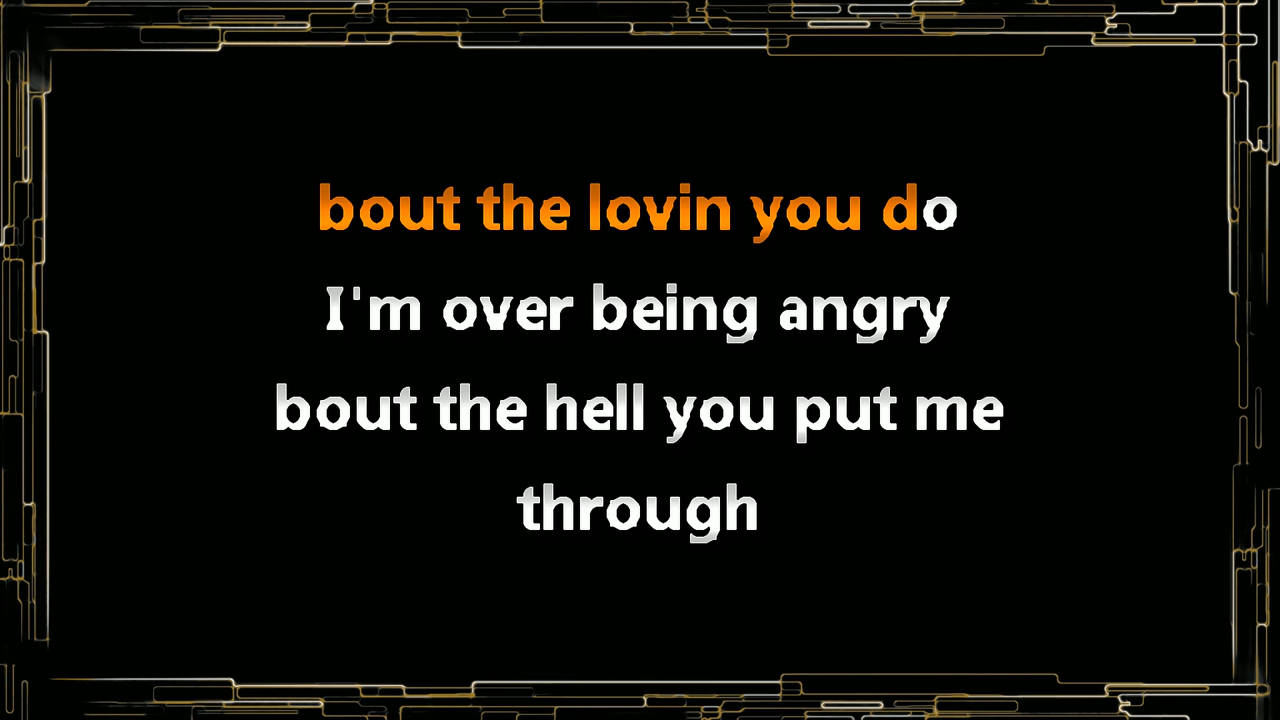 bout the lovin you do
I'm over being angry
bout the hell you put me
through